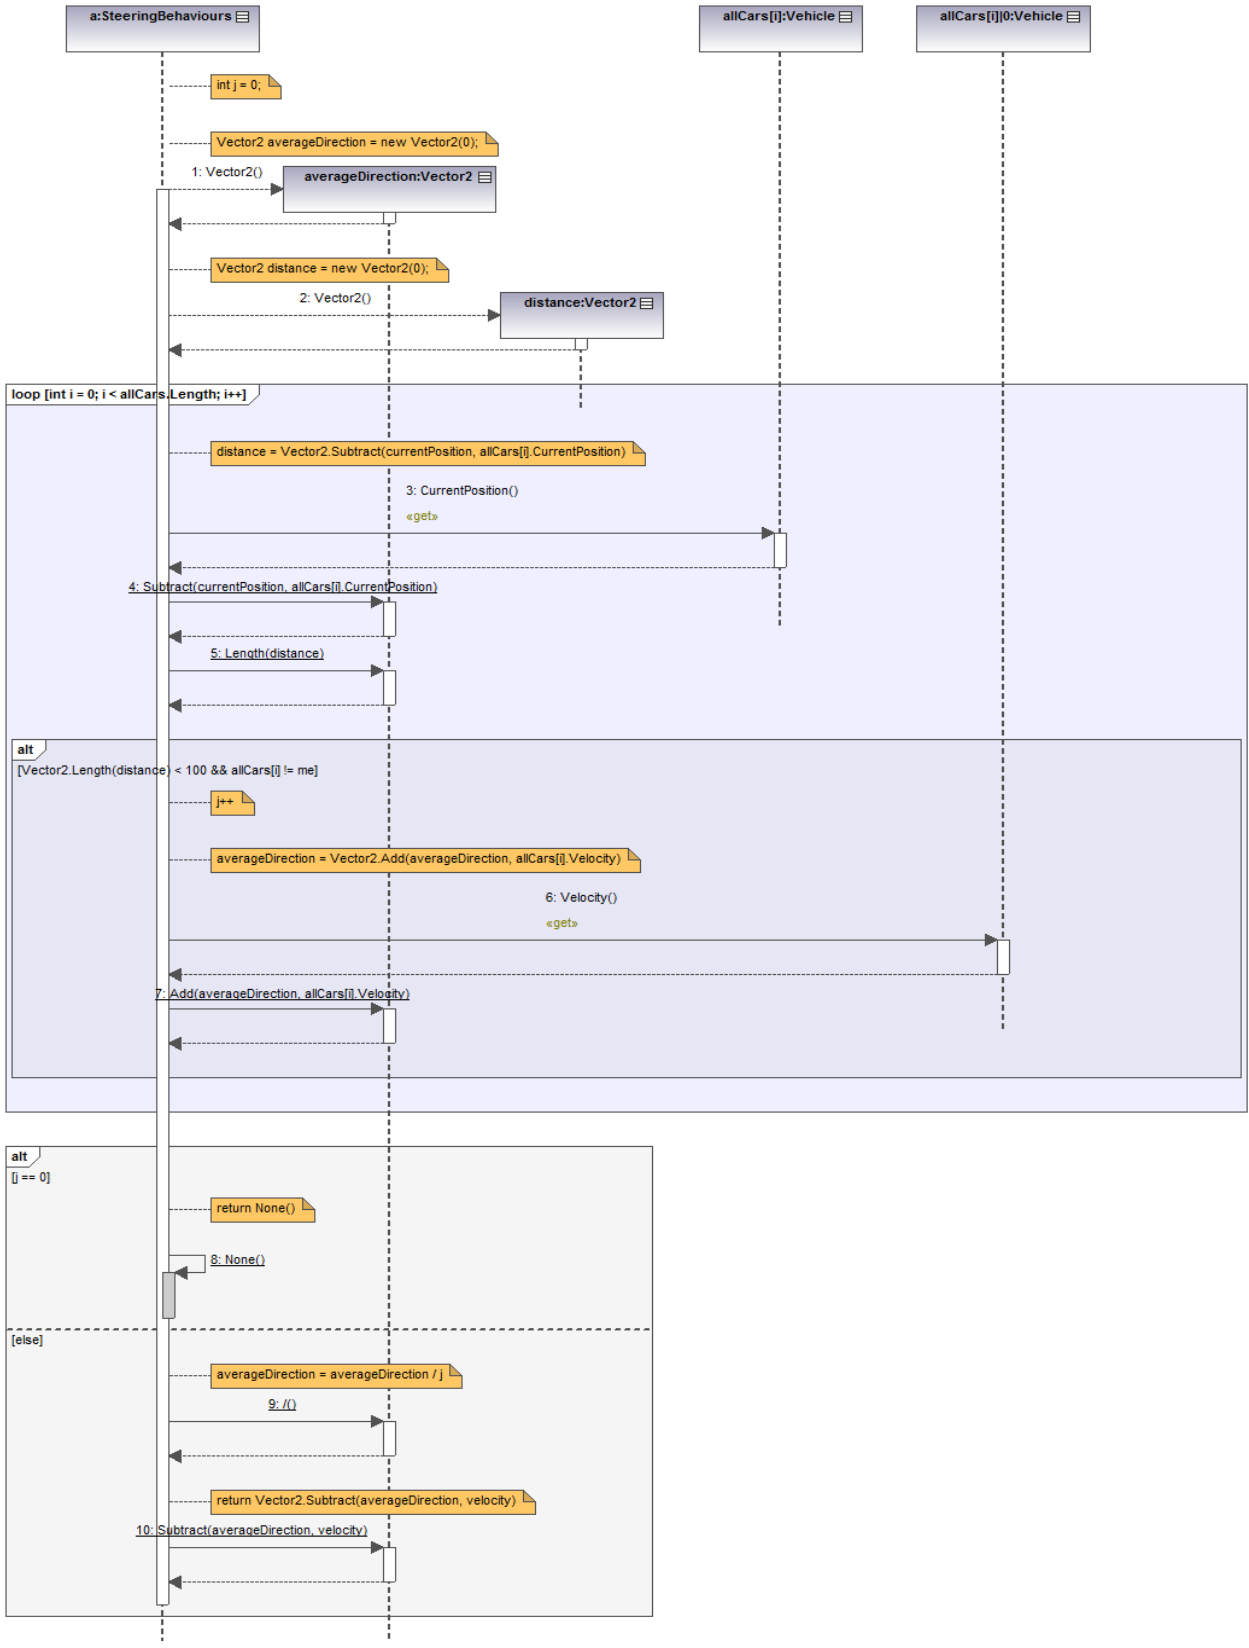 a:SteeringBehaviours
allCars[i]:Vehicle
allCars[i]|0:Vehicle
int j = 0;
Vector2 averageDirection = new Vector2(0);
1: Vector2()
averageDirection:Vector2
Vector2 distance = new Vector2(0);
2: Vector2()
distance:Vector2
loop [int i = 0; i < allCars.Length; i++]
distance = Vector2.Subtract(currentPosition, allCars[i].CurrentPosition)
3: CurrentPosition()
«get»
4: Subtract(currentPosition, allCars[i].CurrentPosition)
5: Length(distance)
alt
[Vector2.Length(distance) < 100 && allCars[i] != me]
j++
averageDirection = Vector2.Add(averageDirection, allCars[i].Velocity)
6: Velocity()
«get»
7: Add(averageDirection, allCars[i].Velocity)
alt
[j == 0]
return None()
8: None()
[else]
averageDirection = averageDirection / j
9: /()
return Vector2.Subtract(averageDirection, velocity)
10: Subtract(averageDirection, velocity)